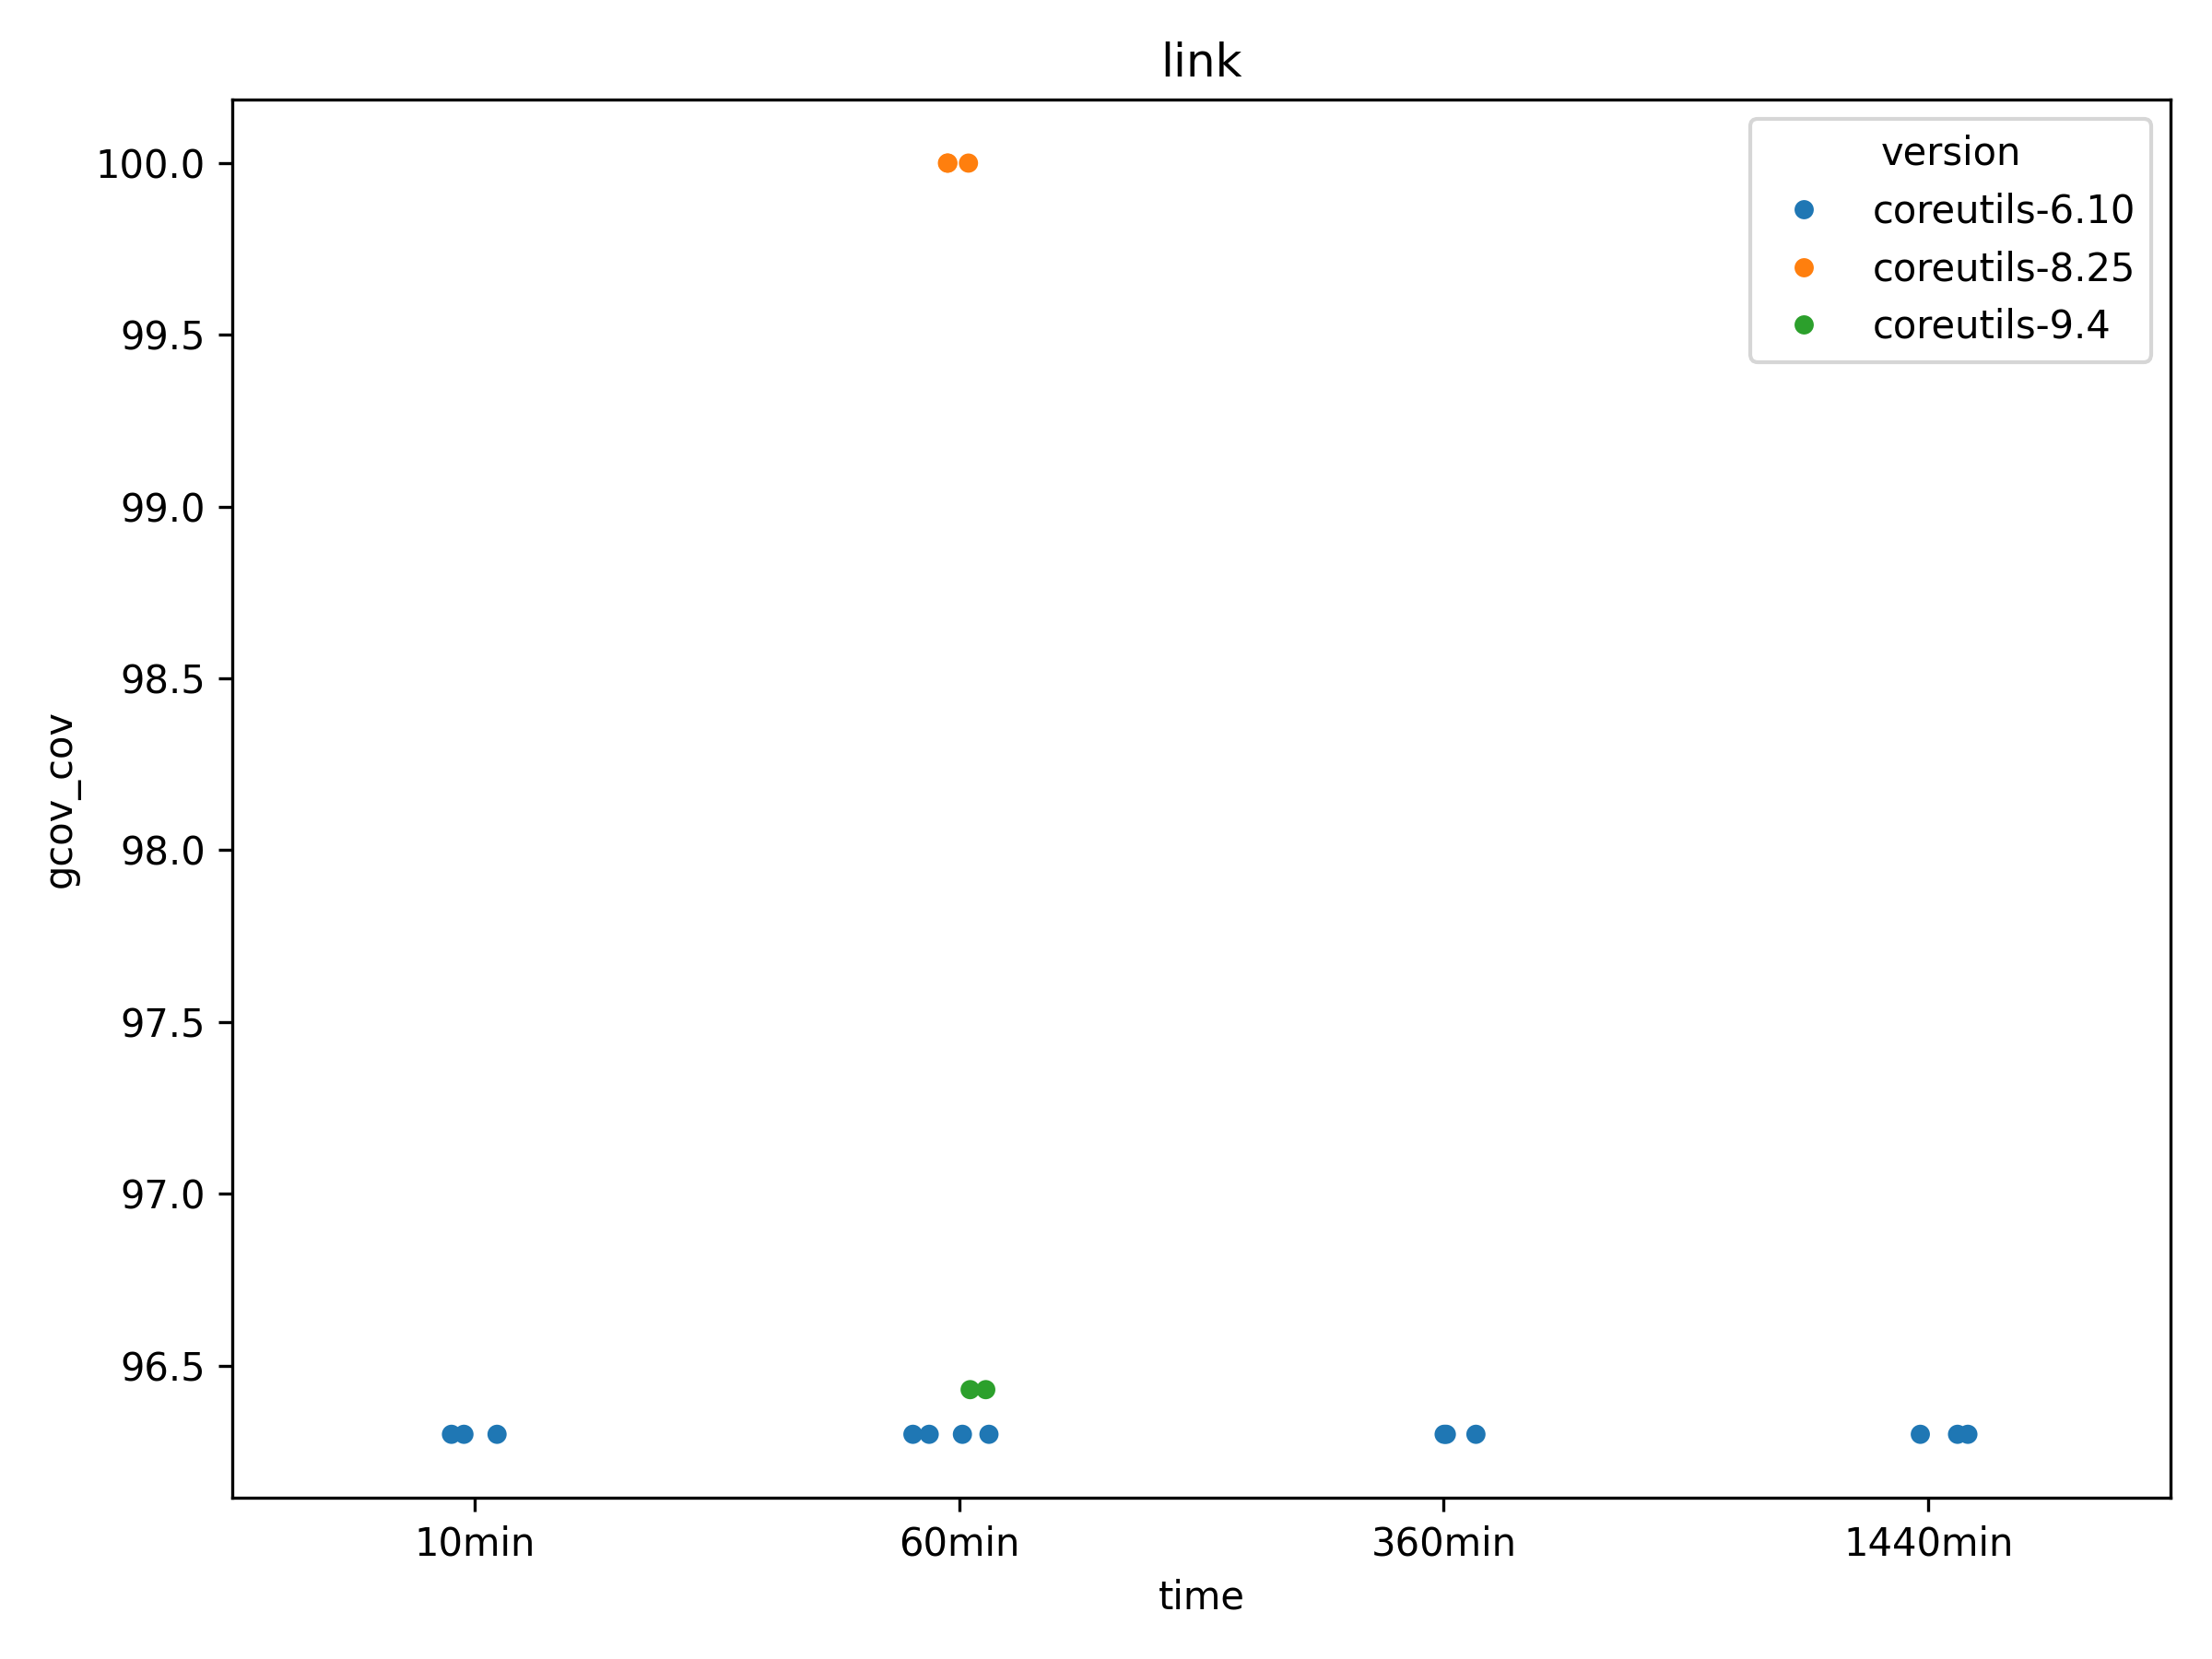 link
100.0
99.5
99.0
98.5
98.0
97.5
97.0
96.5
gcov_cov
version
coreutils-6.10
coreutils-8.25
coreutils-9.4
10min 60min 360min 1440min
time